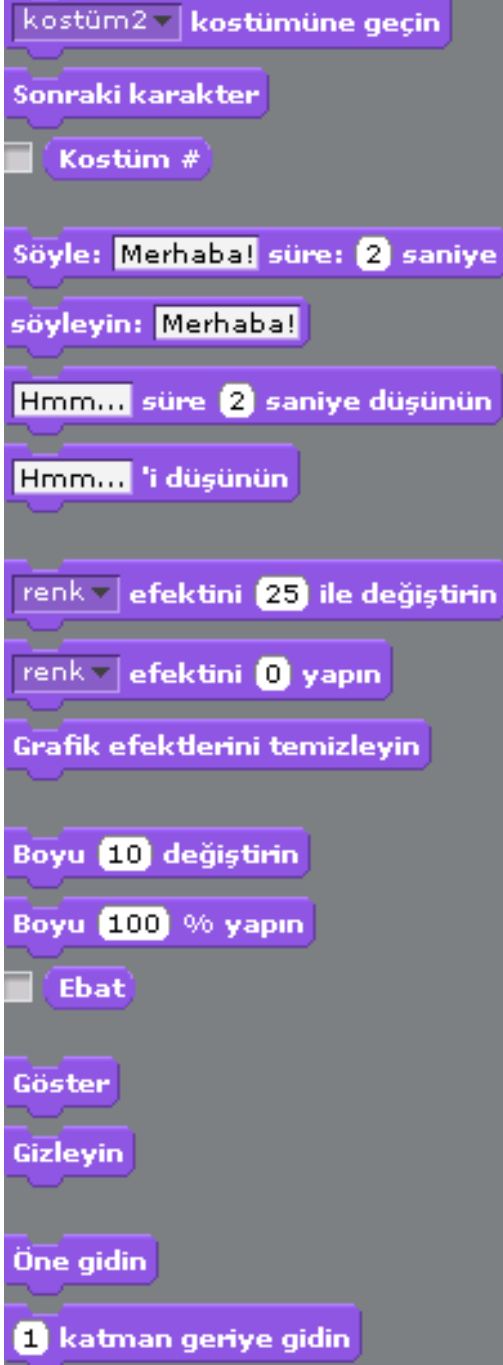 kostüm2 kostümüne geçin
Sonraki karakter
Kostüm #
Söyle: Merhaba! süre: 2 saniye
söyleyin: Merhaba!
Hmm... süre 2 saniye düşünün
Hmm... 'i düşünün
renk efektini 25 ile değiştirin
renk efektini 0 yapın
Grafik efektlerini temizleyin
Boyu 10 değiştirin
Boyu 100 % yapın
Ebat
Göster
Gizleyin
Öne gidin
1 katman geriye gidin